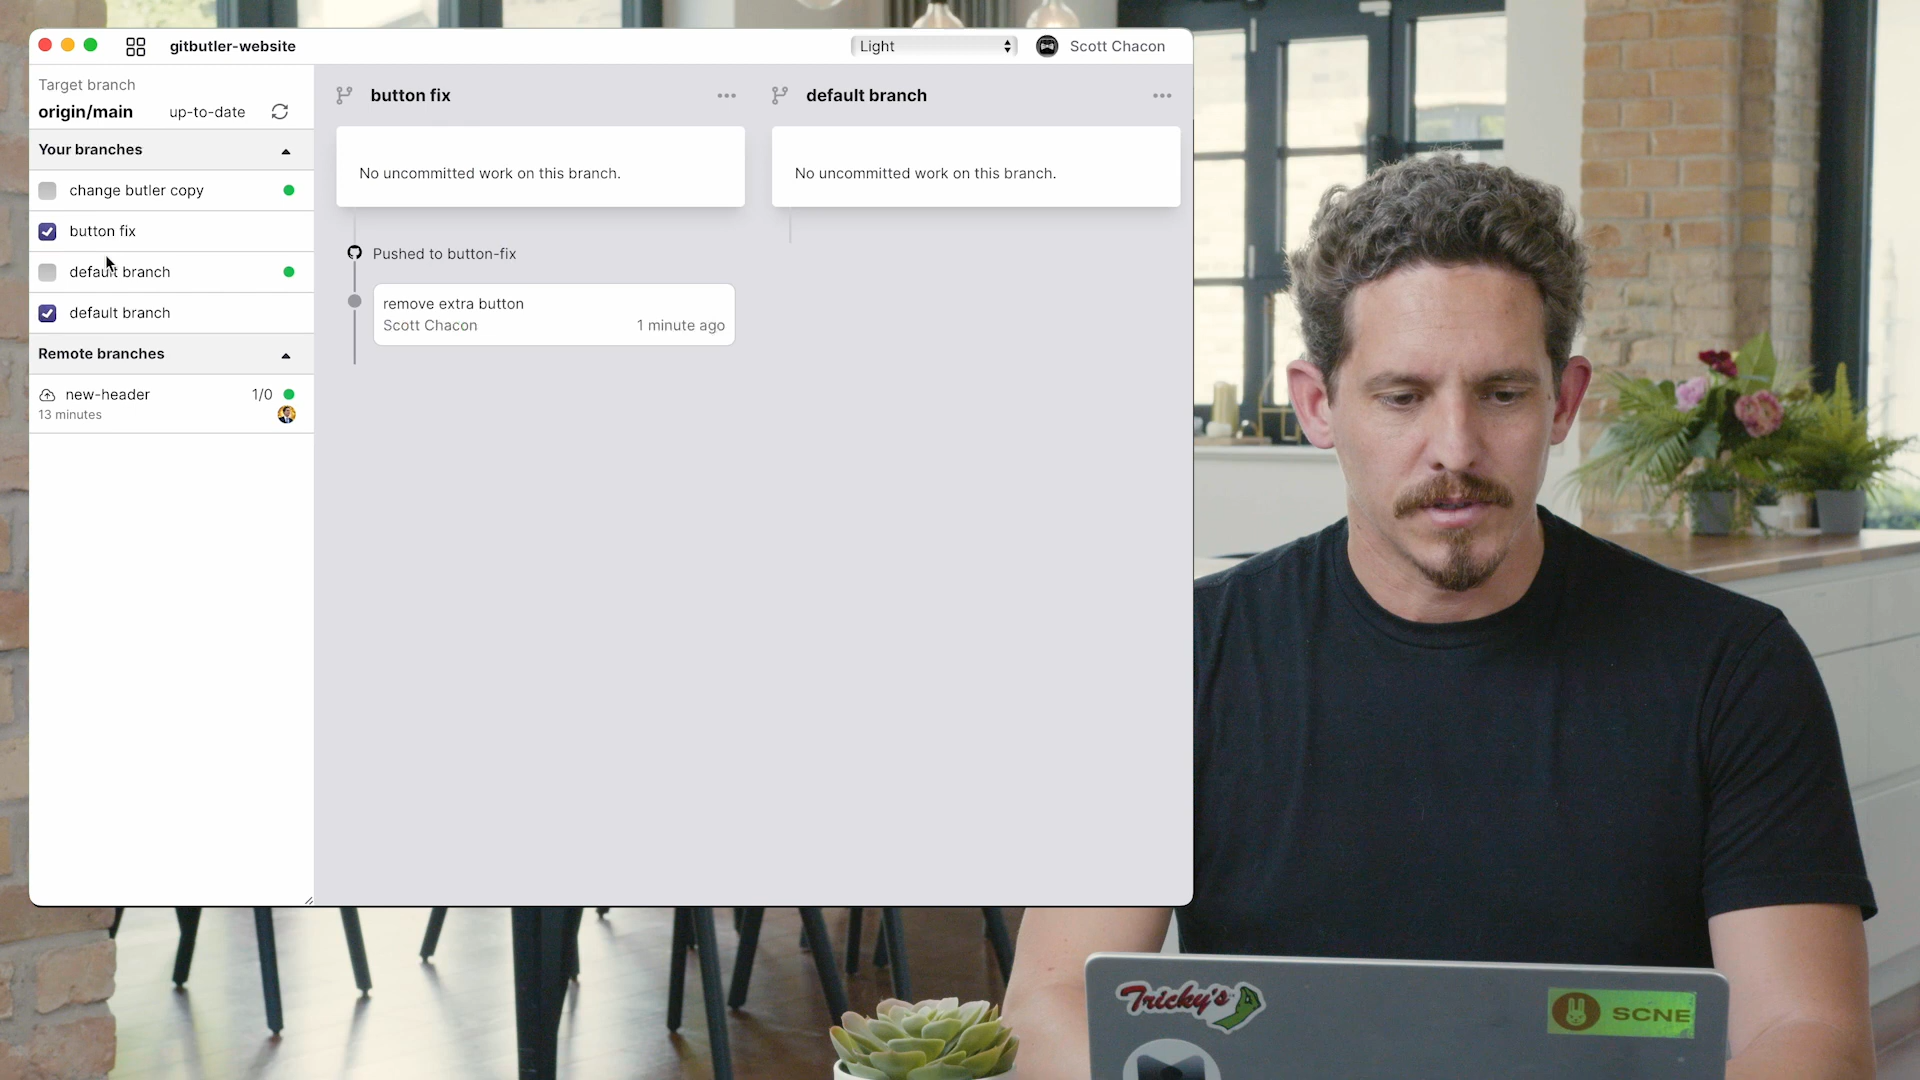 gitbutler-website
Light
Scott Chacon
Target branch
origin/main up-to-date
Your branches
change butler copy
button fix
default branch
default branch
Remote branches
new-header 1/0
13 minutes
button fix
No uncommitted work on this branch.
Pushed to button-fix
remove extra button
Scott Chacon 1 minute ago
default branch
No uncommitted work on this branch.
Tricky's
SCNE